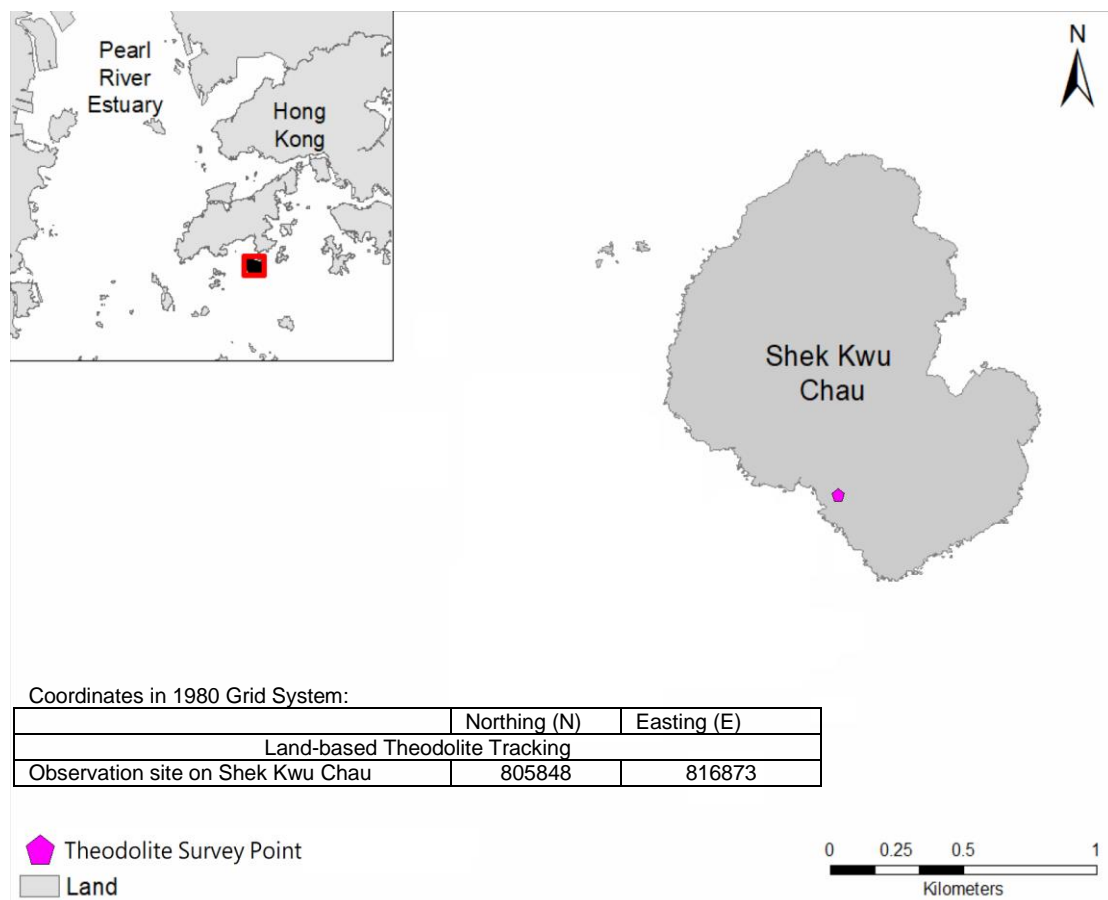 Pearl
River
Estuary
Hong
Kong
N
Shek Kwu
Chau
Coordinates in 1980 Grid System:
Northing (N) Easting (E)
Land-based Theodolite Tracking
Observation site on Shek Kwu Chau 805848 816873
Theodolite Survey Point
Land
0 0.25 0.5 1
Kilometers